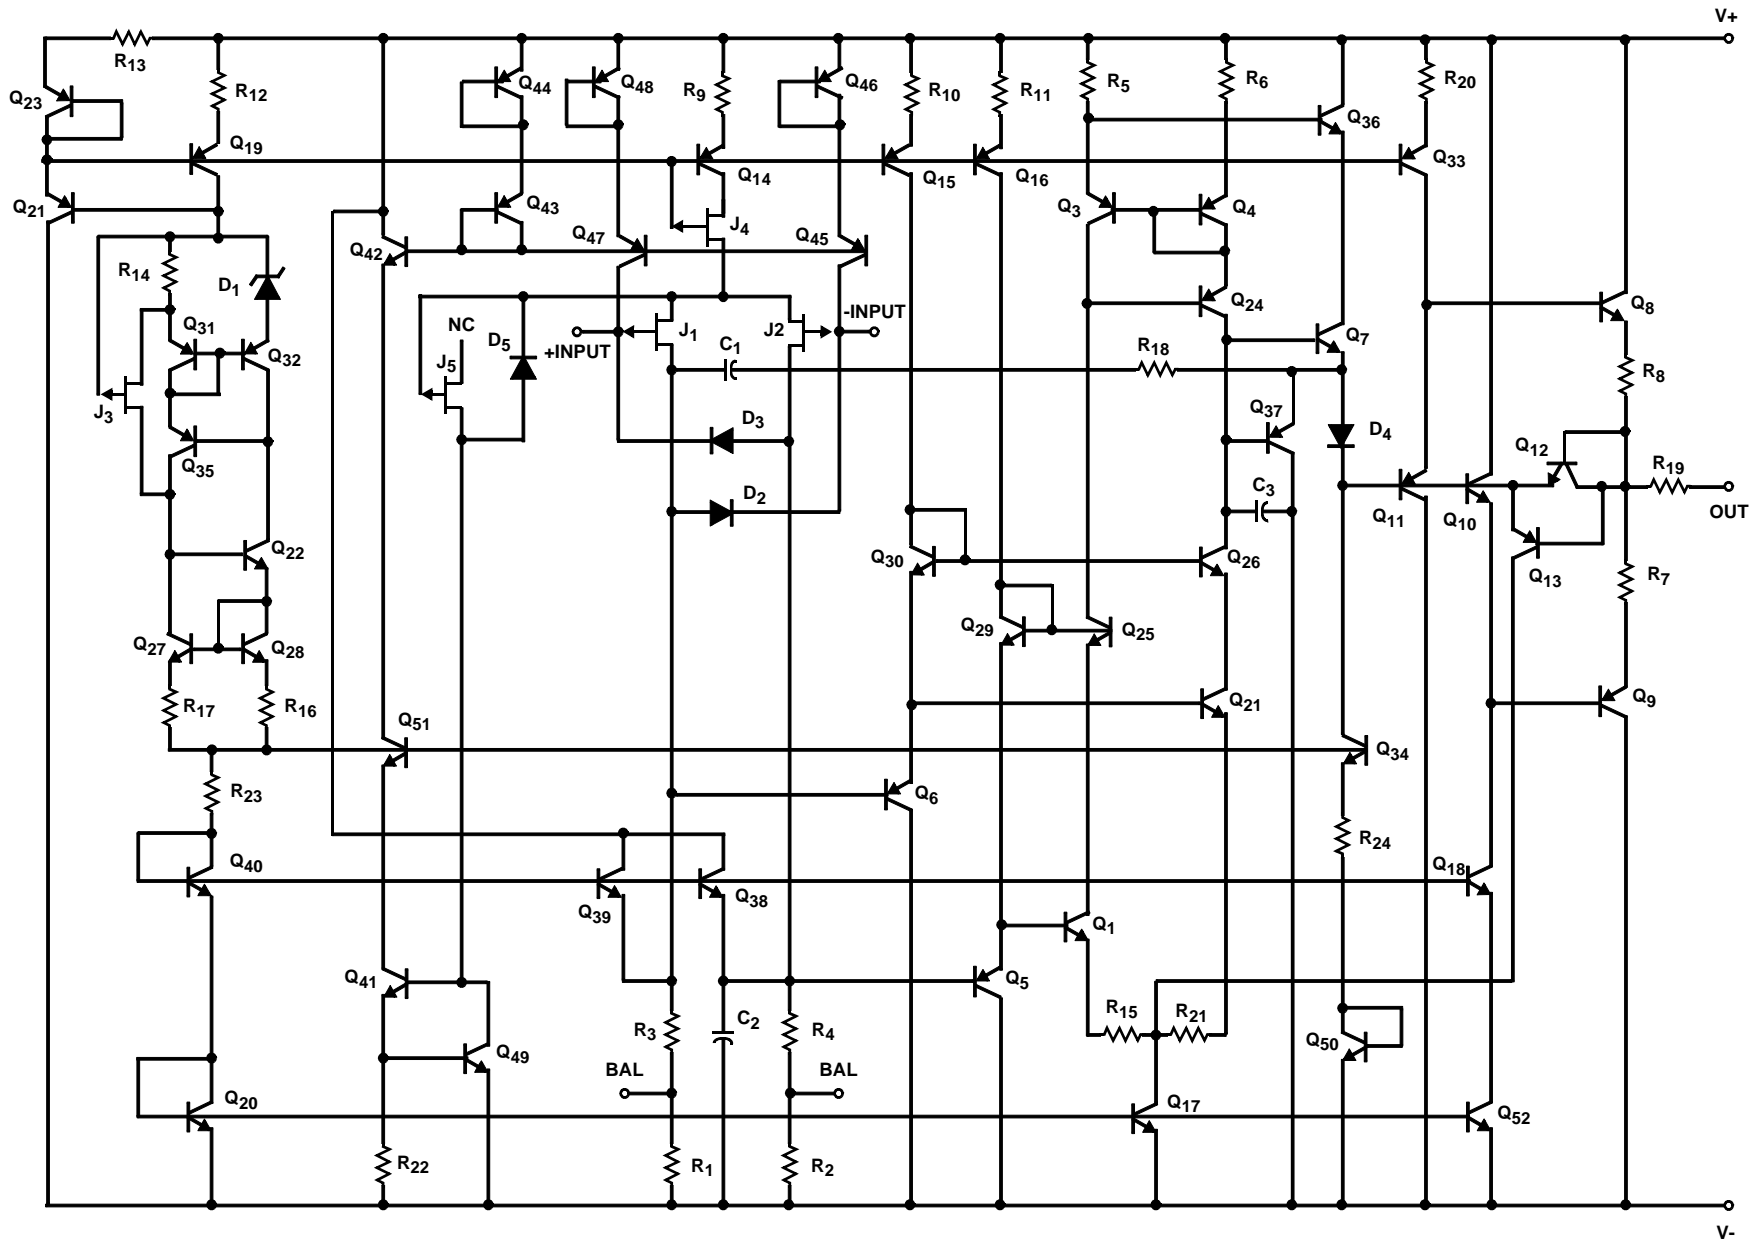 V+
R13
Q44
Q48
Q46
Q23
R12
R9
R10
R11
R5
R6
R20
Q36
Q19
Q14
Q15
Q16
Q33
Q21
Q43
Q3
Q4
Q42
Q47
J4
Q45
R14
D1
Q24
Q8
-INPUT
Q31
NC
D5
+INPUT
J1
J2
C1
R18
Q7
Q32
J5
R8
J3
Q37
D3
D4
Q12
Q35
R19
D2
C3
OUT
Q11
Q10
Q22
Q30
Q26
Q13
R7
Q27
Q28
Q29
Q25
R17
R16
Q51
Q21
Q9
Q34
R23
Q6
R24
Q40
Q39
Q38
Q18
Q1
Q41
Q5
R3
C2
R4
R15
R21
Q50
Q49
BAL
BAL
Q20
Q17
Q52
R22
R1
R2
V-